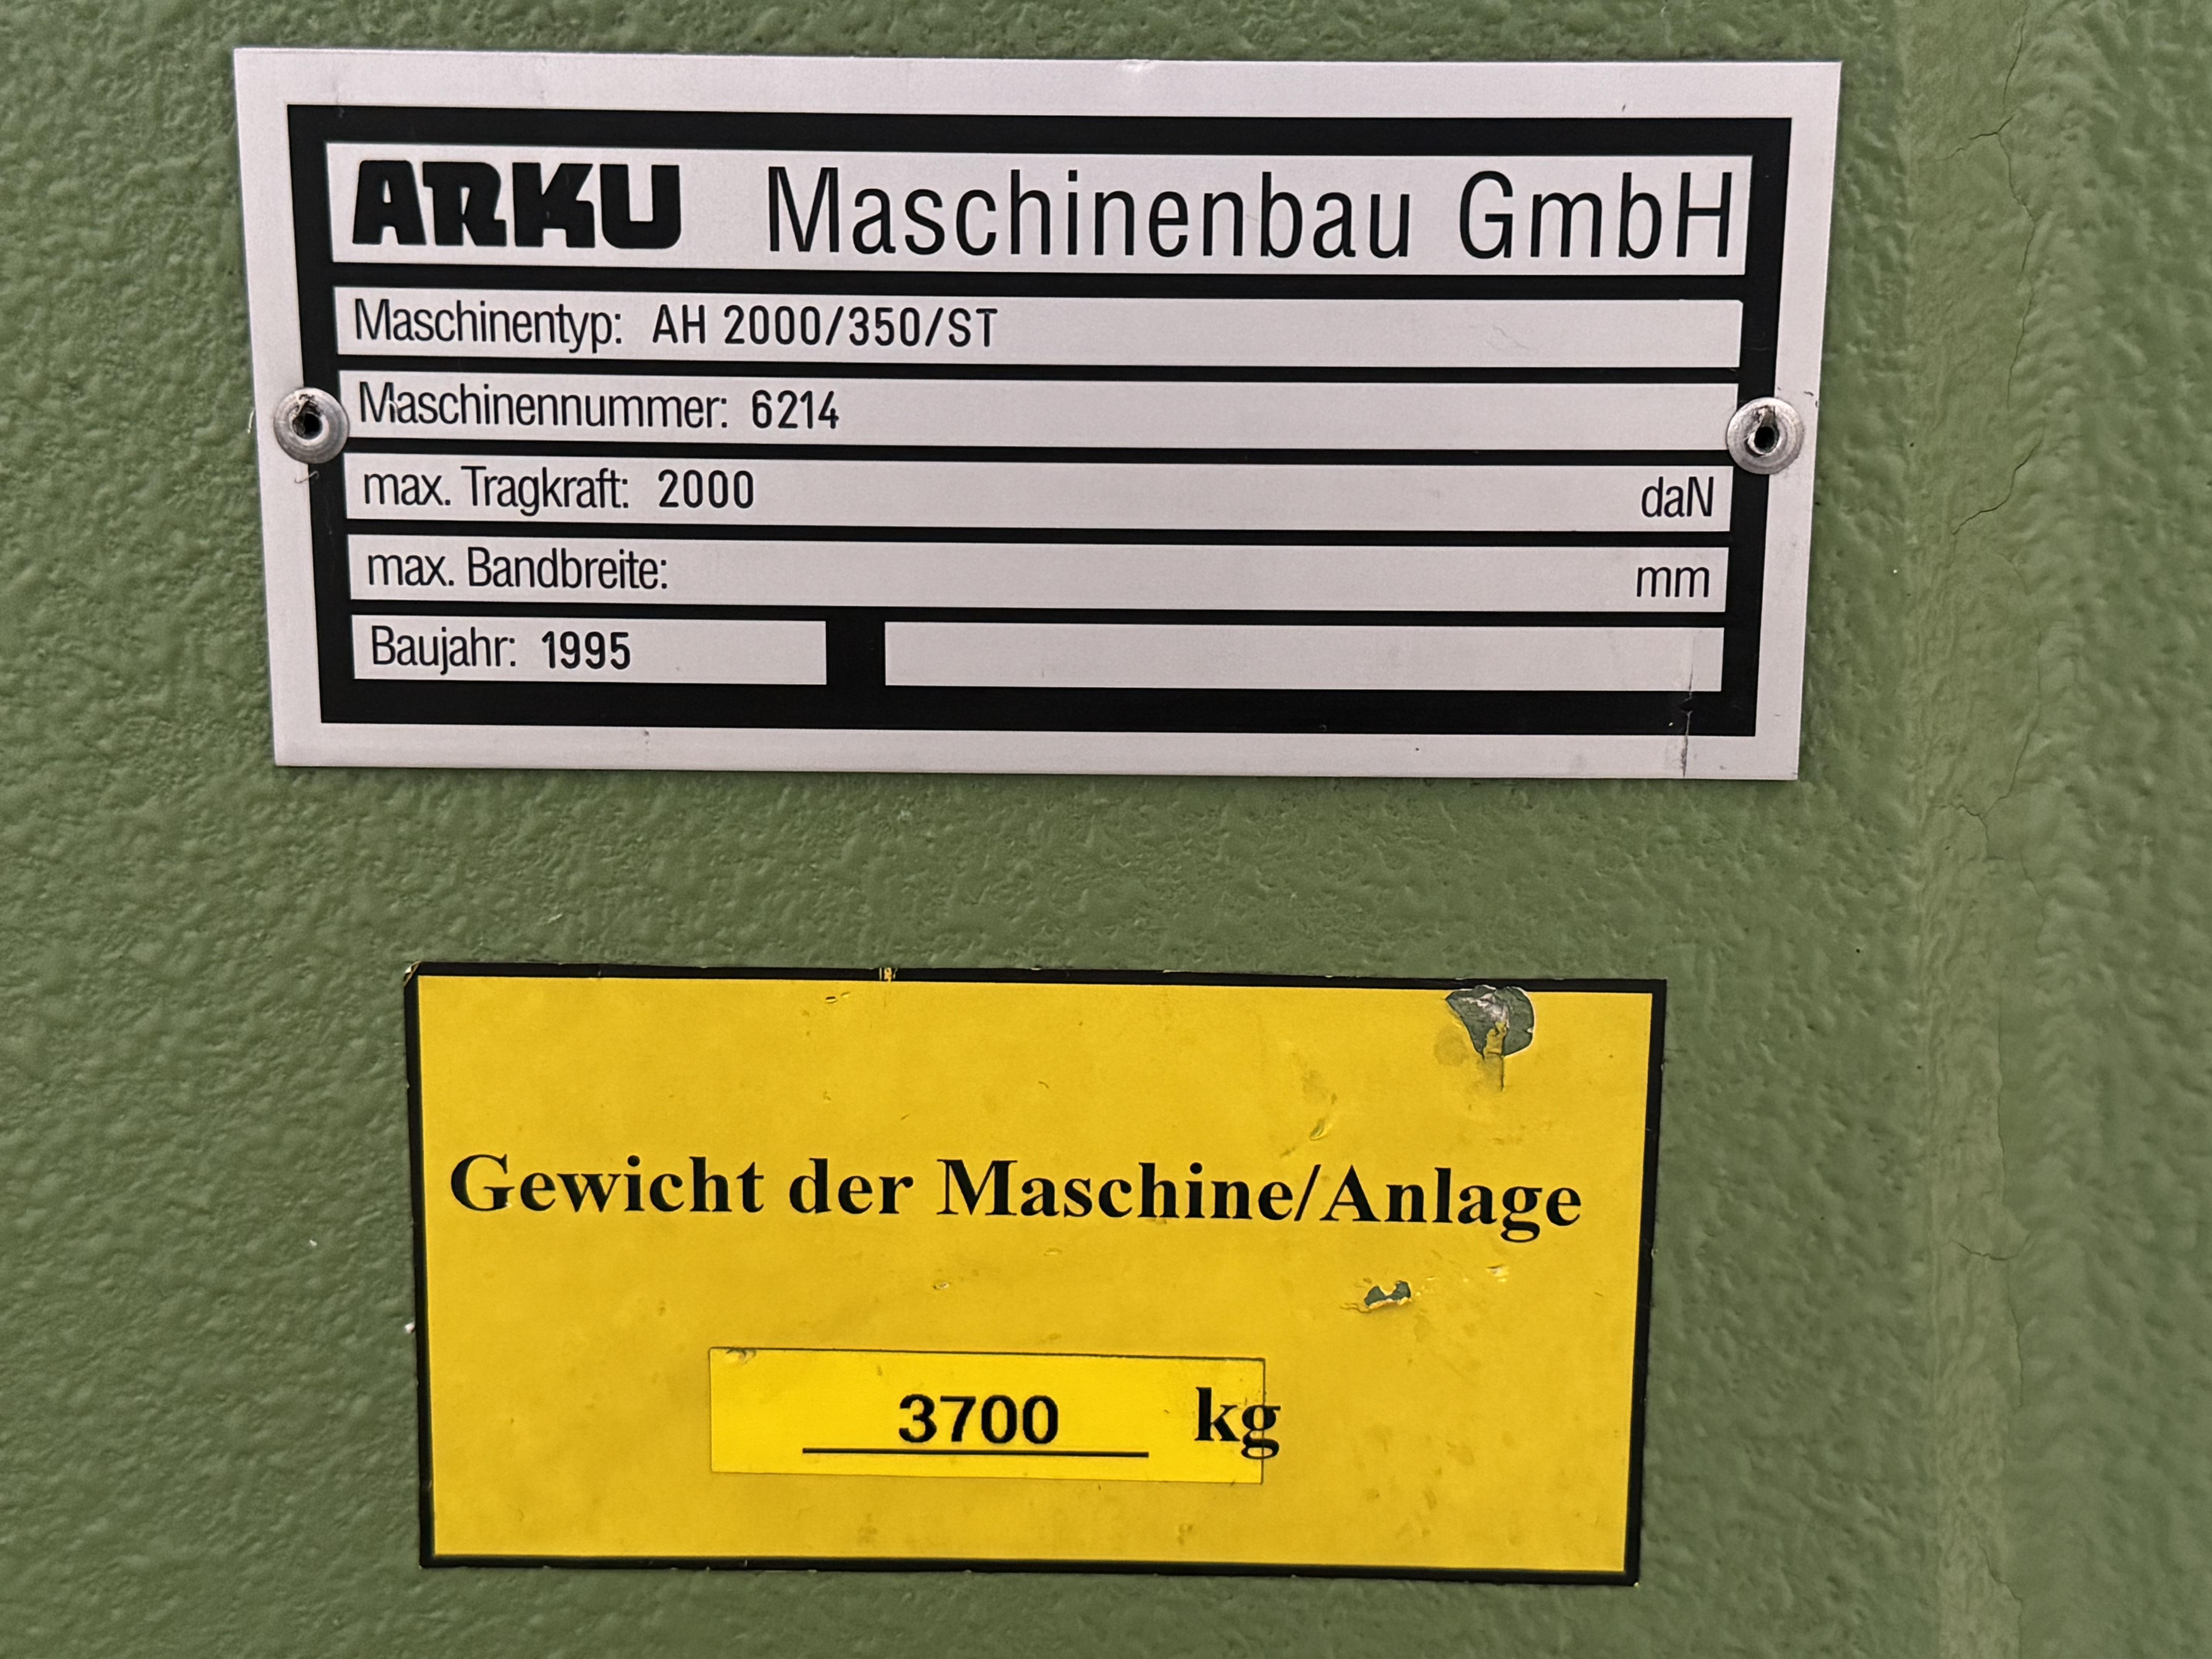 ARKU Maschinenbau GmbH
Maschinentyp: AH 2000/350/ST
Maschinennummer: 6214
max. Tragkraft: 2000 daN
max. Bandbreite: mm
Baujahr: 1995
Gewicht der Maschine/Anlage
3700 kg